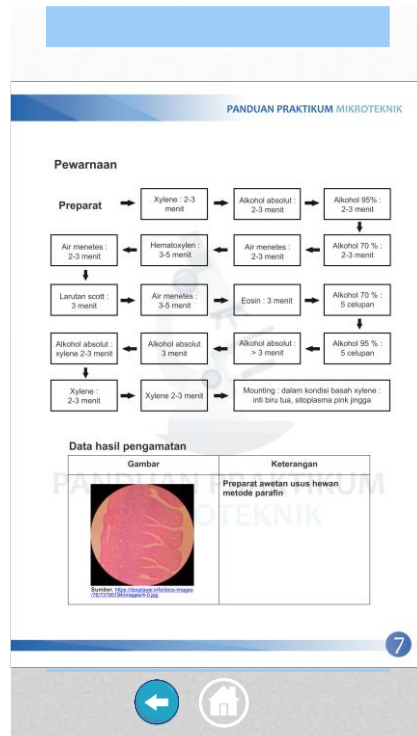 PANDUAN PRAKTIKUM MIKROTEKNIK
Pewarnaan
Preparat
Xylene : 2-3
menit
Alkohol absolut :
2-3 menit
Alkohol 95% :
2-3 menit
Air menetes :
2-3 menit
Hematoxylen :
3-5 menit
Air menetes :
2-3 menit
Alkohol 70 % :
2-3 menit
Larutan scott :
3 menit
Air menetes :
3-5 menit
Eosin : 3 menit
Alkohol 70 % :
5 celupan
Alkohol absolut :
xylene 2-3 menit
Alkohol absolut
3 menit
Alkohol absolut :
> 3 menit
Alkohol 95 % :
5 celupan
Xylene :
2-3 menit
Xylene 2-3 menit
Mounting : dalam kondisi basah xylene :
inti biru tua, sitoplasma pink jingga
Data hasil pengamatan
Gambar
Keterangan
Preparat awetan usus hewan
metode parafin
PANDUAN PRAKTIKUM
MIKROTEKNIK
Sumber:
7